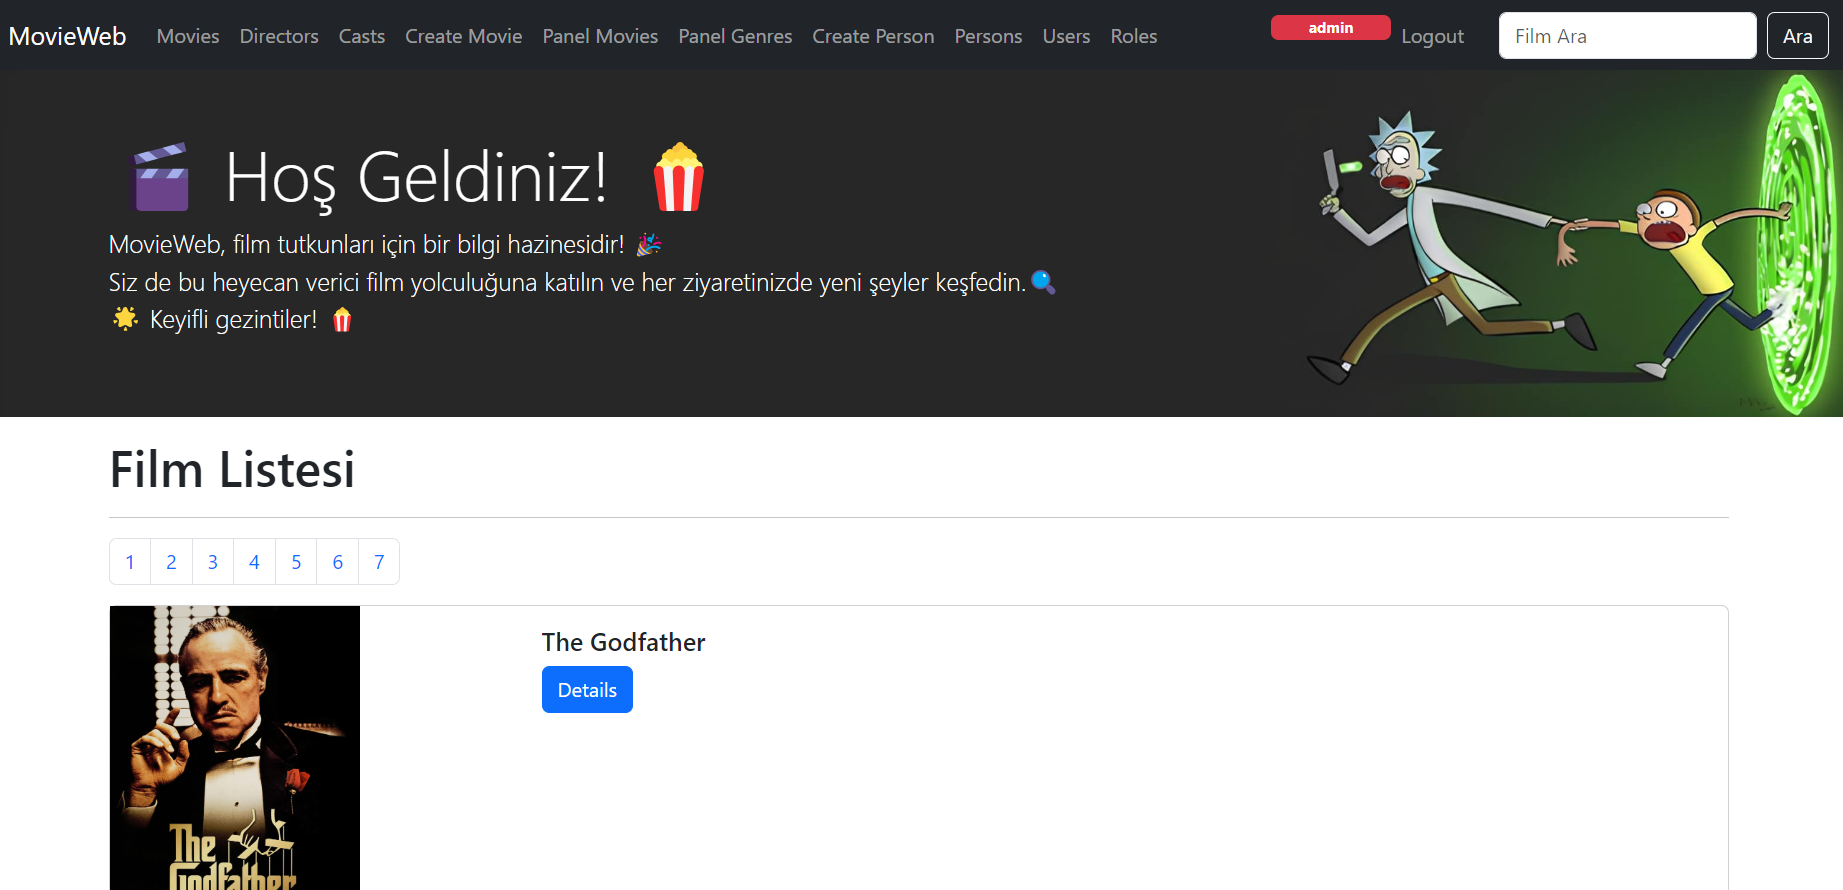 MovieWeb Movies Directors Casts Create Movie Panel Movies Panel Genres Create Person Persons Users Roles admin Logout Film Ara Ara
Hoş Geldiniz!
MovieWeb, film tutkunları için bir bilgi hazinesidir!
Siz de bu heyecan verici film yolculuğuna katılın ve her ziyaretinizde yeni şeyler keşfedin.
Keyifli gezintiler!
Film Listesi
1 2 3 4 5 6 7
The Godfather
Details
The
Godfather